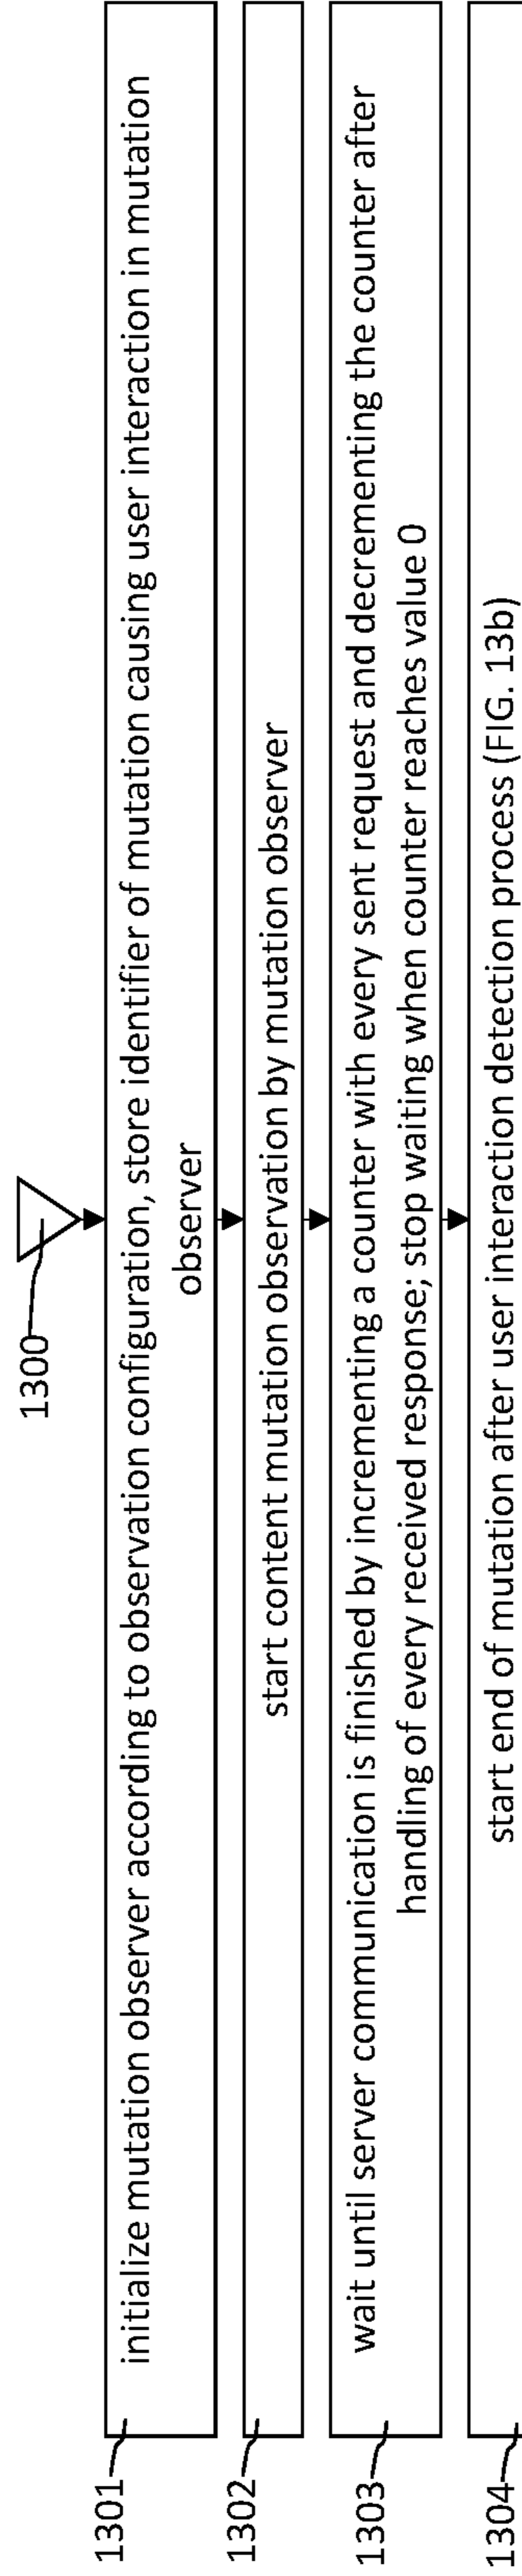 1300
1301
initialize mutation observer according to observation configuration, store identifier of mutation causing user interaction in mutation
observer
1302
start content mutation observation by mutation observer
1303
wait until server communication is finished by incrementing a counter with every sent request and decrementing the counter after
handling of every received response; stop waiting when counter reaches value 0
1304
start end of mutation after user interaction detection process (FIG. 13b)